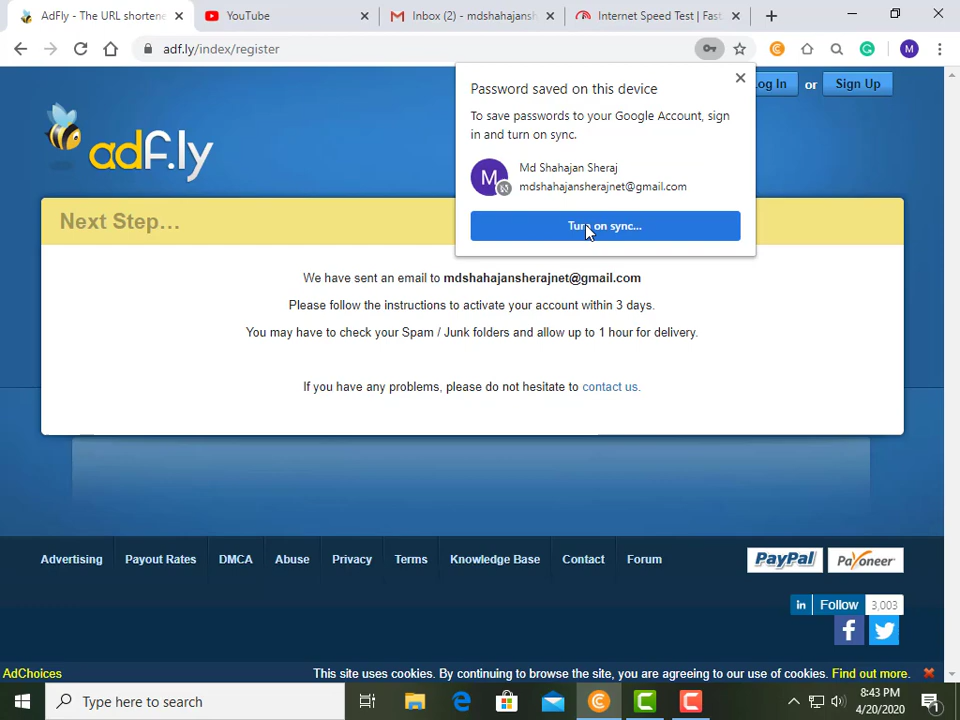 AdFly - The URL shortene
YouTube
Inbox (2) - mdshahajansh
Internet Speed Test | Fast.
adf.ly/index/register
M
Password saved on this device
To save passwords to your Google Account, sign
in and turn on sync.
M
Md Shahajan Sheraj
mdshahajansherajnet@gmail.com
Turn on sync...
og In
or
Sign Up
adf.ly
Next Step...
We have sent an email to mdshahajansherajnet@gmail.com
Please follow the instructions to activate your account within 3 days.
You may have to check your Spam / Junk folders and allow up to 1 hour for delivery.
If you have any problems, please do not hesitate to contact us.
Advertising
Payout Rates
DMCA
Abuse
Privacy
Terms
Knowledge Base
Contact
Forum
PayPal
Payoneer
in
Follow
3,003
AdChoices
This site uses cookies. By continuing to browse the site, you are agreeing to our use of cookies. Find out more.
Type here to search
8:43 PM
4/20/2020
1